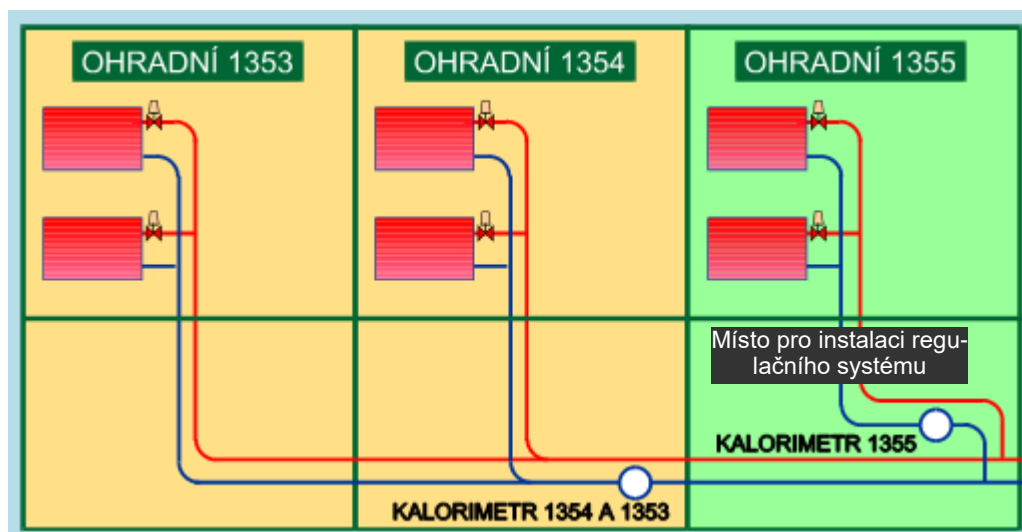 OHRADNÍ 1353
OHRADNÍ 1354
OHRADNÍ 1355
Místo pro instalaci regu-
lačního systému
KALORIMETR 1355
KALORIMETR 1354 A 1353